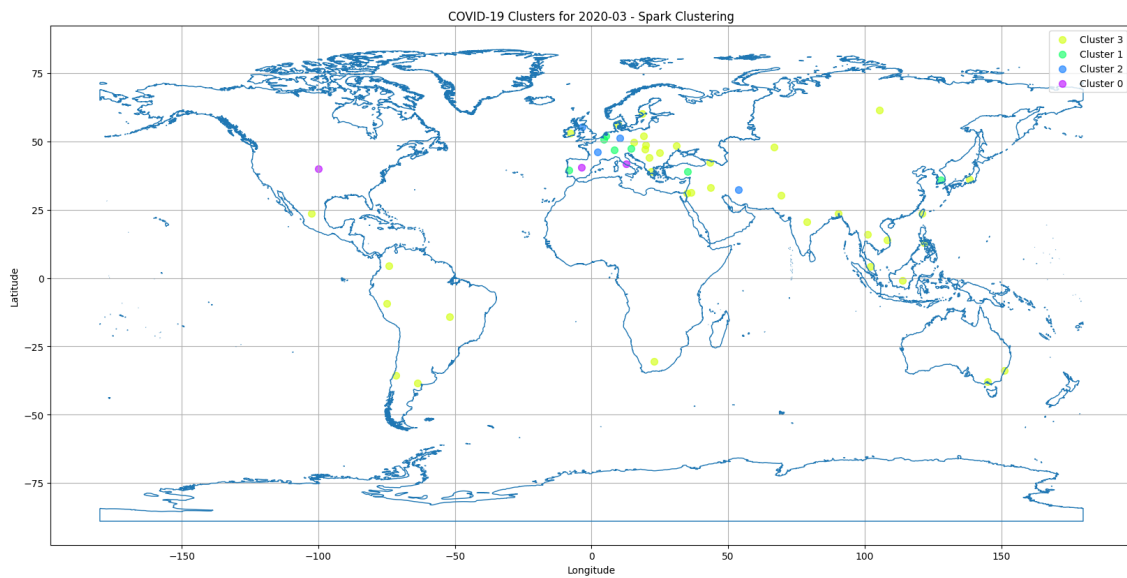 COVID-19 Clusters for 2020-03 - Spark Clustering
Cluster 3
Cluster 1
Cluster 2
Cluster 0
Latitude
75
50
25
0
−25
−50
−75
−150
−100
−50
0
50
100
150
Longitude